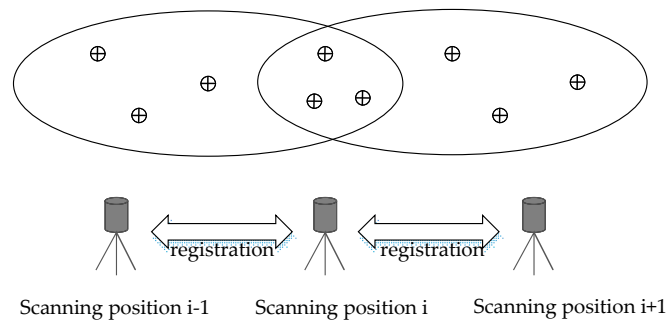 registration
registration
Scanning position i-1
Scanning position i
Scanning position i+1